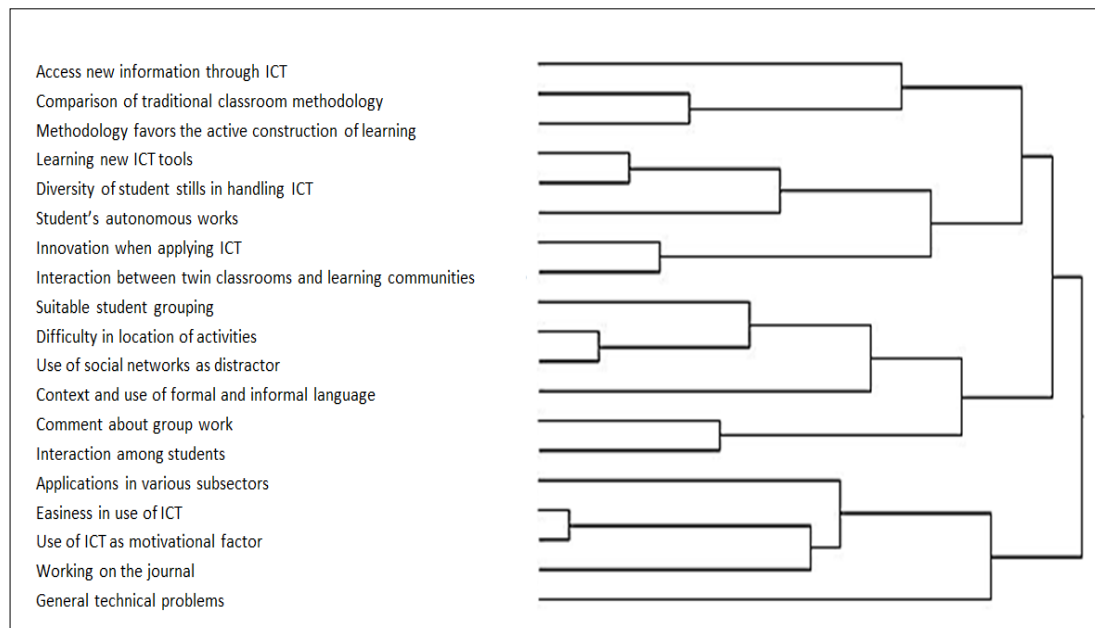 Access new information through ICT
Comparison of traditional classroom methodology
Methodology favors the active construction of learning
Learning new ICT tools
Diversity of student stills in handling ICT
Student's autonomous works
Innovation when applying ICT
Interaction between twin classrooms and learning communities
Suitable student grouping
Difficulty in location of activities
Use of social networks as distractor
Context and use of formal and informal language
Comment about group work
Interaction among students
Applications in various subsectors
Easiness in use of ICT
Use of ICT as motivational factor
Working on the journal
General technical problems